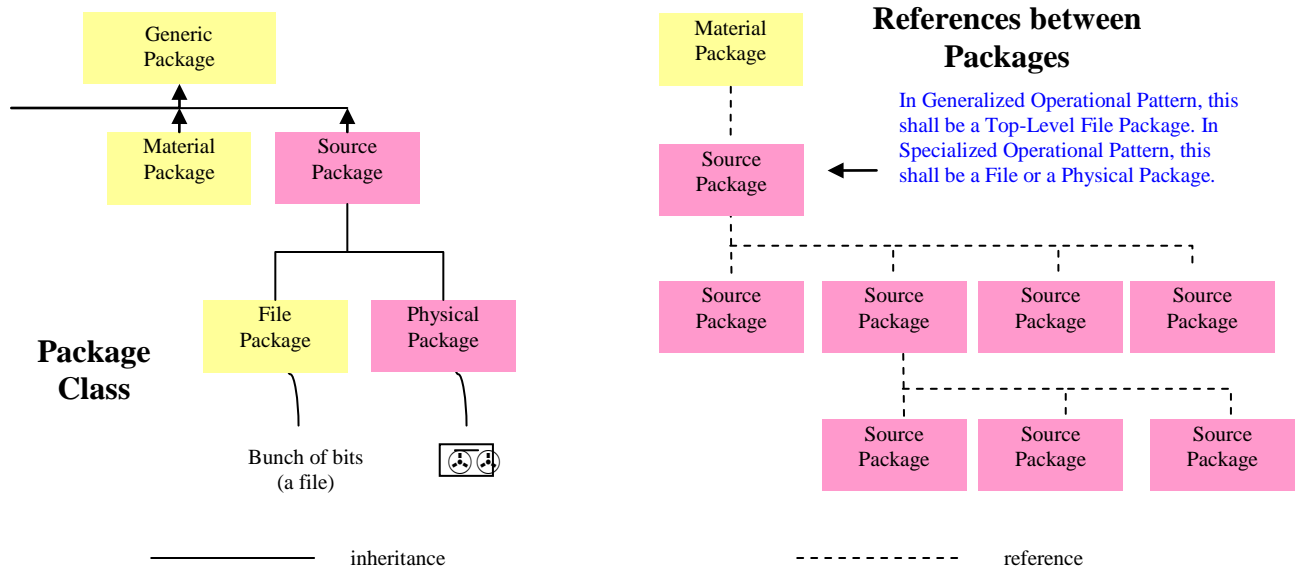 Generic
Package
Material
Package
Source
Package
File
Package
Physical
Package
Package
Class
Bunch of bits
(a file)
inheritance
References between
Packages
Material
Package
In Generalized Operational Pattern, this
shall be a Top-Level File Package. In
Specialized Operational Pattern, this
shall be a File or a Physical Package.
Source
Package
Source
Package
Source
Package
Source
Package
Source
Package
Source
Package
Source
Package
Source
Package
reference